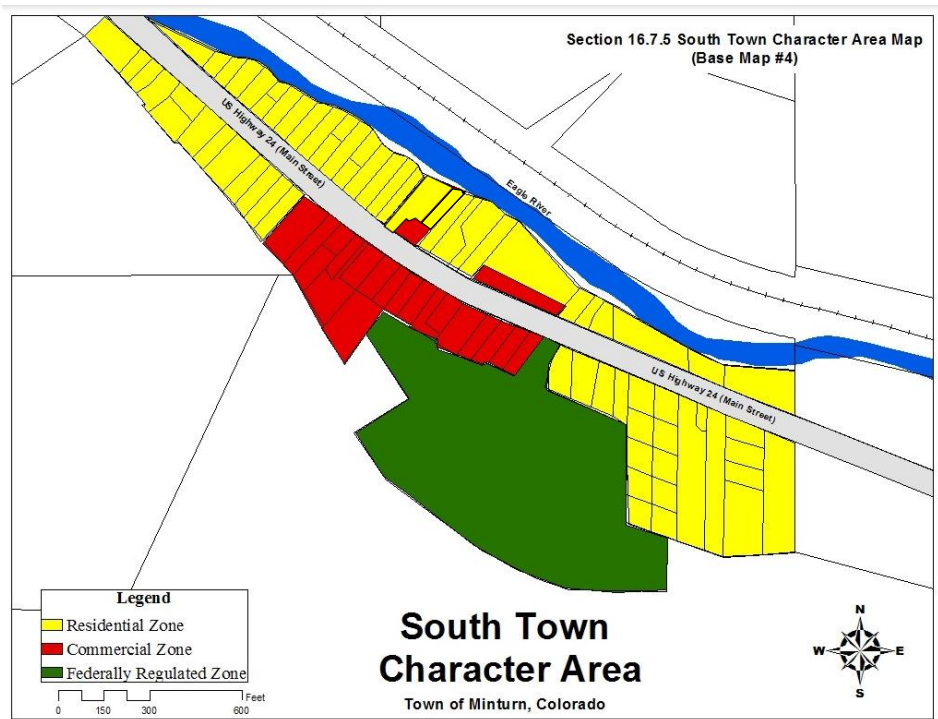 Section 16.7.5 South Town Character Area Map
(Base Map #4)
US Highway 24 (Main Street)
Eagle River
US Highway 24 (Main Street)
Legend
Residential Zone
Commercial Zone
Federally Regulated Zone
Feet
0 150 300 600
South Town
Character Area
Town of Minturn, Colorado
N
W E
S